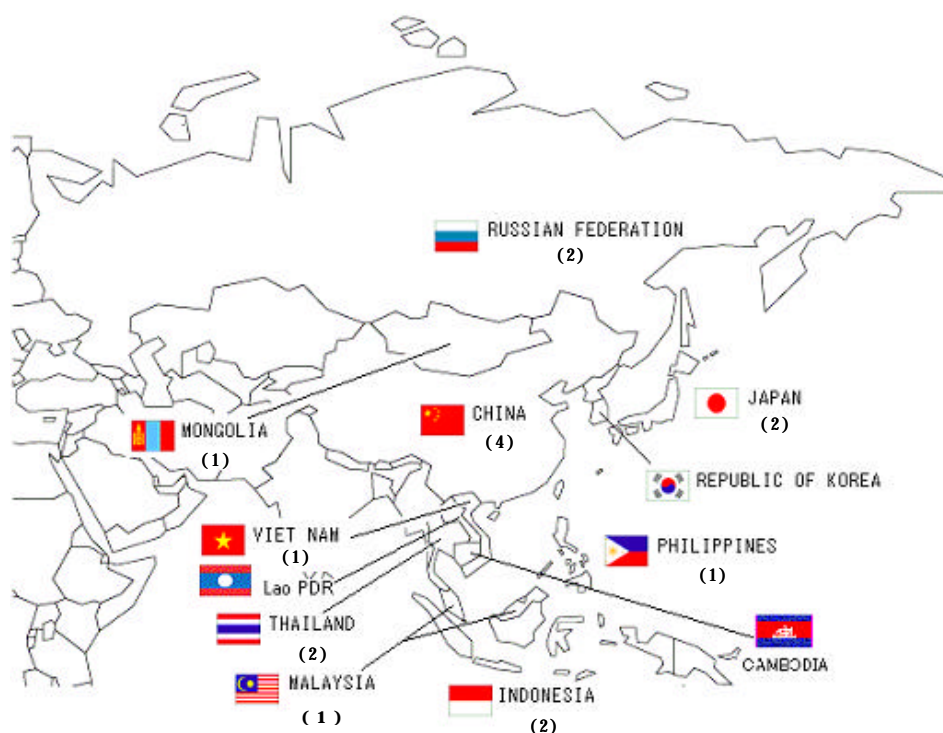 RUSSIAN FEDERATION
(2)
JAPAN
(2)
CHINA
(4)
MONGOLIA
(1)
REPUBLIC OF KOREA
VIET NAM
(1)
PHILIPPINES
(1)
Lao PDR
THAILAND
(2)
CAMBODIA
MALAYSIA
(1)
INDONESIA
(2)